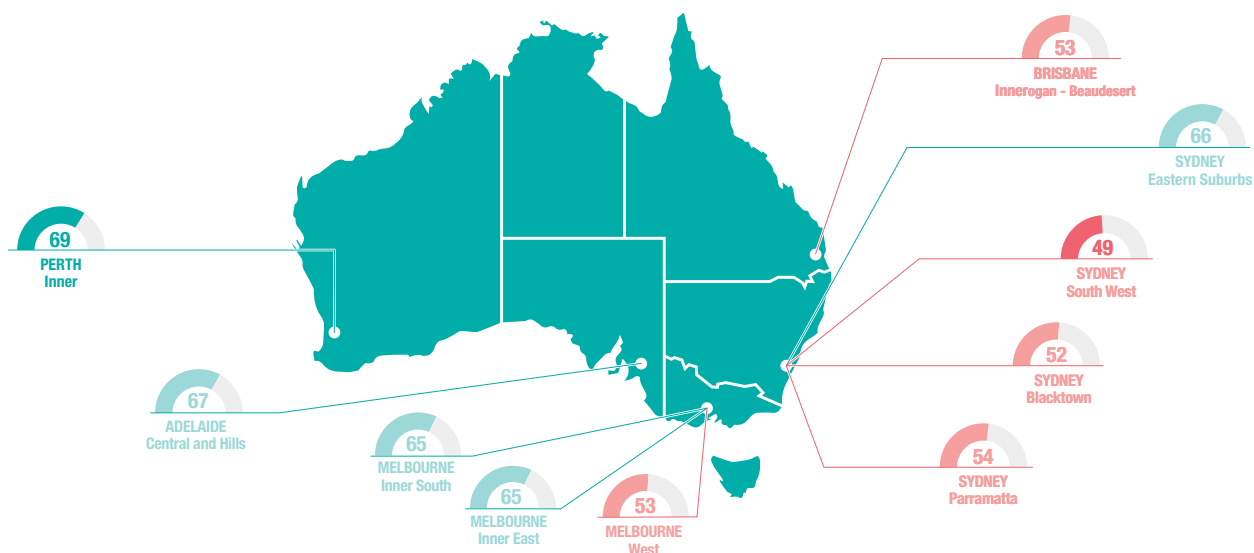 53
BRISBANE
Innerogan - Beaudesert
66
SYDNEY
Eastern Suburbs
69
PERTH
Inner
49
SYDNEY
South West
52
SYDNEY
Blacktown
67
ADELAIDE
Central and Hills
65
MELBOURNE
Inner South
54
SYDNEY
Parramatta
65
MELBOURNE
Inner East
53
MELBOURNE
West